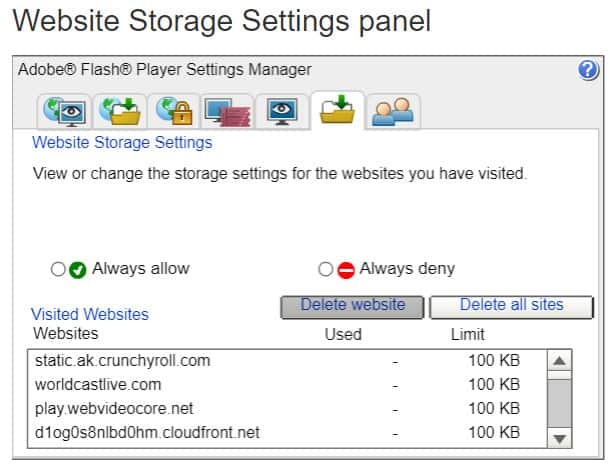 Website Storage Settings panel
Adobe® Flash® Player Settings Manager
?
Website Storage Settings
View or change the storage settings for the websites you have visited.
Always allow
Always deny
Visited Websites
Delete website
Delete all sites
Websites Used Limit
static.ak.crunchyroll.com - 100 KB
worldcastlive.com - 100 KB
play.webvideocore.net - 100 KB
d1og0s8nlbd0hm.cloudfront.net - 100 KB